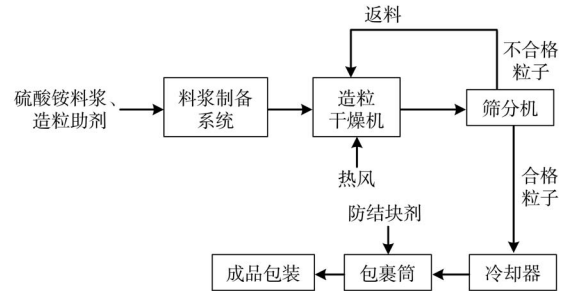 返料
不合格
粒子
硫酸铵料浆、
造粒助剂
料浆制备
系统
造粒
干燥机
筛分机
热风
合格
粒子
防结块剂
成品包装
包裹筒
冷却器